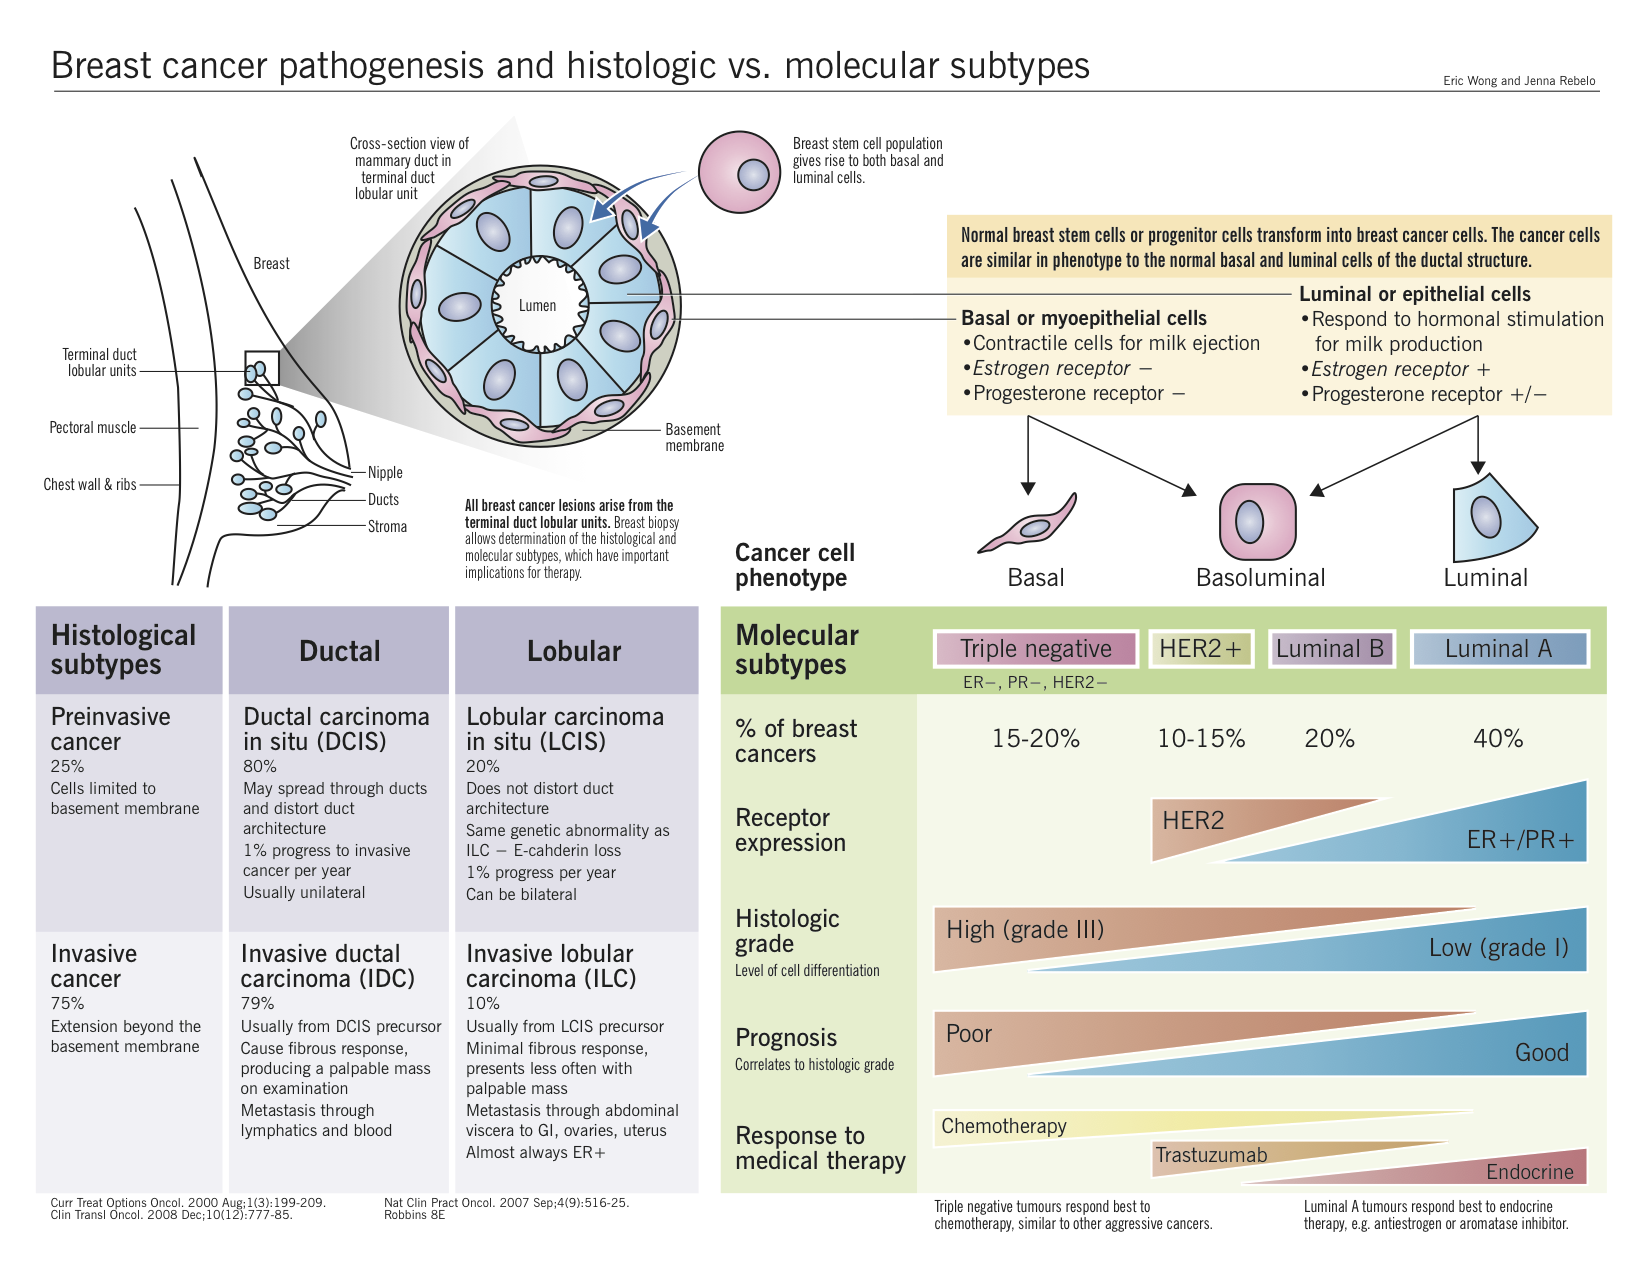 Breast cancer pathogenesis and histologic vs. molecular subtypes
Eric Wong and Jenna Rebelo
Cross-section view of
mammary duct in
terminal duct
lobular unit
Breast stem cell population
gives rise to both basal and
luminal cells.
Breast
Lumen
Terminal duct
lobular units
Pectoral muscle
Chest wall & ribs
Nipple
Ducts
Stroma
Basement
membrane
All breast cancer lesions arise from the
terminal duct lobular units. Breast biopsy
allows determination of the histological and
molecular subtypes, which have important
implications for therapy.
Normal breast stem cells or progenitor cells transform into breast cancer cells. The cancer cells
are similar in phenotype to the normal basal and luminal cells of the ductal structure.
Basal or myoepithelial cells
•Contractile cells for milk ejection
•Estrogen receptor −
•Progesterone receptor −
Luminal or epithelial cells
•Respond to hormonal stimulation
for milk production
•Estrogen receptor +
•Progesterone receptor +/−
Cancer cell
phenotype
Basal
Basoluminal
Luminal
Histological
subtypes
Ductal
Lobular
Preinvasive
cancer
25%
Cells limited to
basement membrane
Ductal carcinoma
in situ (DCIS)
80%
May spread through ducts
and distort duct
architecture
1% progress to invasive
cancer per year
Usually unilateral
Lobular carcinoma
in situ (LCIS)
20%
Does not distort duct
architecture
Same genetic abnormality as
ILC − E-cahderin loss
1% progress per year
Can be bilateral
Invasive
cancer
75%
Extension beyond the
basement membrane
Invasive ductal
carcinoma (IDC)
79%
Usually from DCIS precursor
Cause fibrous response,
producing a palpable mass
on examination
Metastasis through
lymphatics and blood
Invasive lobular
carcinoma (ILC)
10%
Usually from LCIS precursor
Minimal fibrous response,
presents less often with
palpable mass
Metastasis through abdominal
viscera to GI, ovaries, uterus
Almost always ER+
Molecular
subtypes
Triple negative
ER−, PR−, HER2−
HER2+
Luminal B
Luminal A
% of breast
cancers
15-20%
10-15%
20%
40%
Receptor
expression
HER2
ER+/PR+
Histologic
grade
Level of cell differentiation
High (grade III)
Low (grade I)
Prognosis
Correlates to histologic grade
Poor
Good
Response to
medical therapy
Chemotherapy
Trastuzumab
Endocrine
Curr Treat Options Oncol. 2000 Aug;1(3):199-209.
Clin Transl Oncol. 2008 Dec;10(12):777-85.
Nat Clin Pract Oncol. 2007 Sep;4(9):516-25.
Robbins 8E
Triple negative tumours respond best to
chemotherapy, similar to other aggressive cancers.
Luminal A tumours respond best to endocrine
therapy, e.g. antiestrogen or aromatase inhibitor.